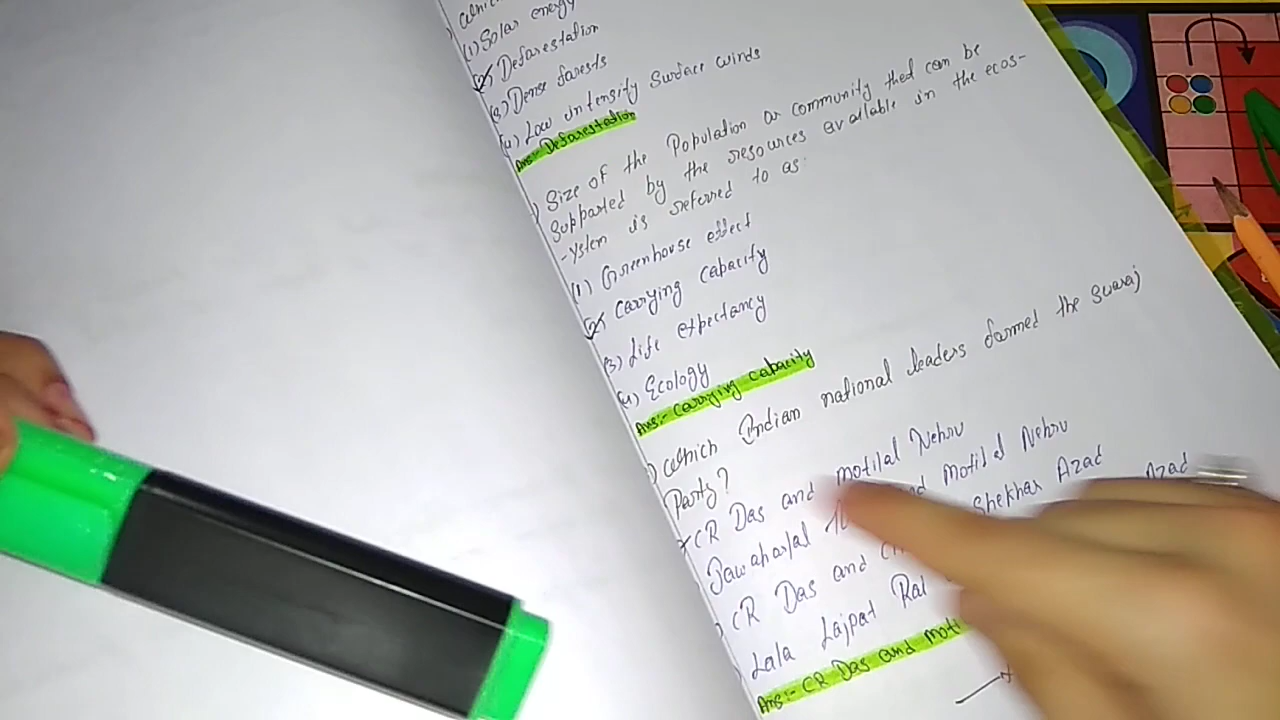 (1) Solar energy
(2) Deforestation
(3) Dense forests
(4) Low intensity Surface winds
Ans:- Deforestation
Size of the Population or community thed can be
Supported by the resources available in the ecos-
-ystem is referred to as
(1) Greenhouse effect
(2) Carrying Capacity
(3) Life expectancy
(4) Ecology
Ans:- Carrying Capacity
Which Indian national leaders formed the Swaraj
Party?
CR Das and motilal Nehru
Jawaharlal and Motilal Nehru
CR Das and Shekhar Azad
Lala Lajpat Rai Azad
Ans:- CR Das and